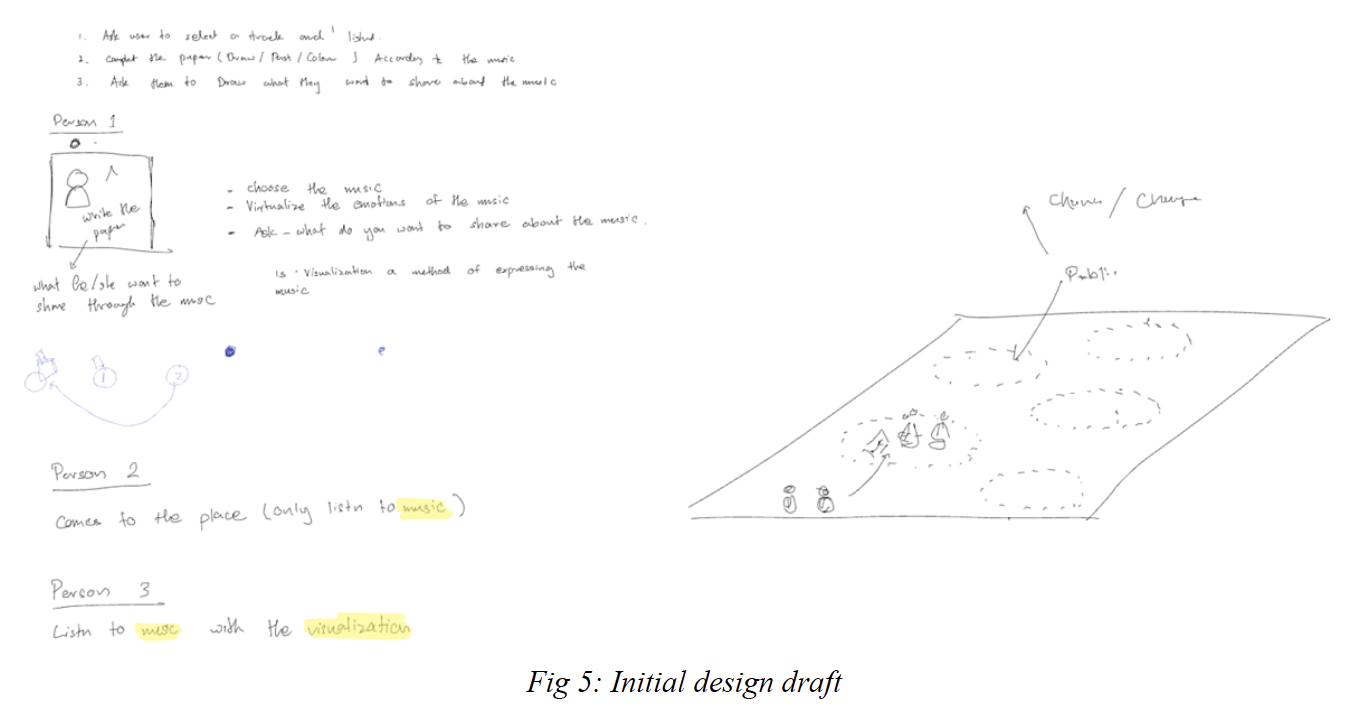 1. Ask user to select a track and listn.
2. Complet the paper (Draw / Paint / Colour) According to the music
3. Ask them to Draw what they want to share about the music
Person 1
write the
paper
- choose the music
- Virtualize the emotions of the music
- Ask - what do you want to share about the music.
what he/she want to
share through the music
Is Visualization a method of expressing the
music
1
2
Person 2
Comes to the place (only listn to music)
Person 3
Listn to music with the visualization
/ Change
Public
Fig 5: Initial design draft